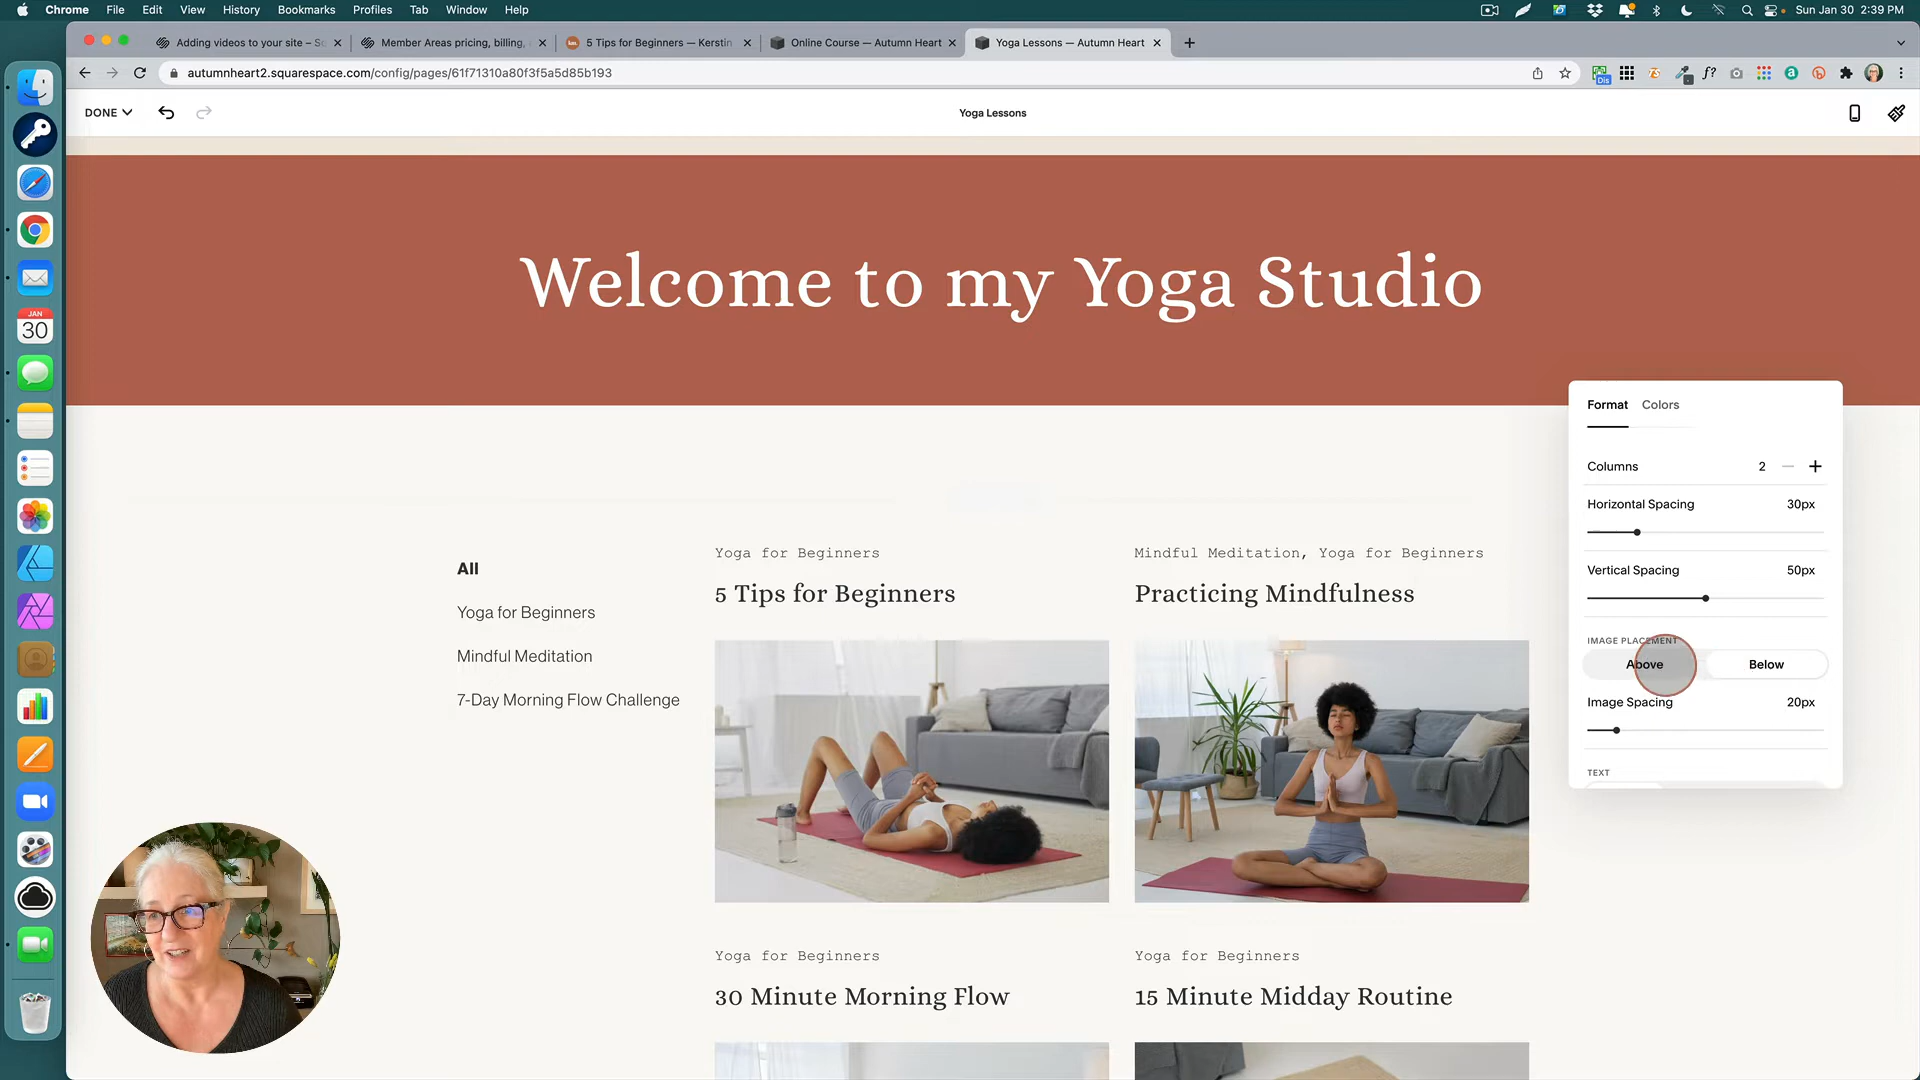 Chrome File Edit View History Bookmarks Profiles Tab Window Help
Sun Jan 30 2:39 PM
Adding videos to your site – S
Member Areas pricing, billing,
5 Tips for Beginners — Kerstin
Online Course — Autumn Heart
Yoga Lessons — Autumn Heart
autumnheart2.squarespace.com/config/pages/61f71310a80f3f5a5d85b193
Dis
f?
DONE
Yoga Lessons
JAN
30
Welcome to my Yoga Studio
Format Colors
Columns 2
Horizontal Spacing 30px
Vertical Spacing 50px
IMAGE PLACEMENT
Above Below
Image Spacing 20px
TEXT
All
Yoga for Beginners
Mindful Meditation
7-Day Morning Flow Challenge
Yoga for Beginners
5 Tips for Beginners
Mindful Meditation, Yoga for Beginners
Practicing Mindfulness
Yoga for Beginners
30 Minute Morning Flow
Yoga for Beginners
15 Minute Midday Routine